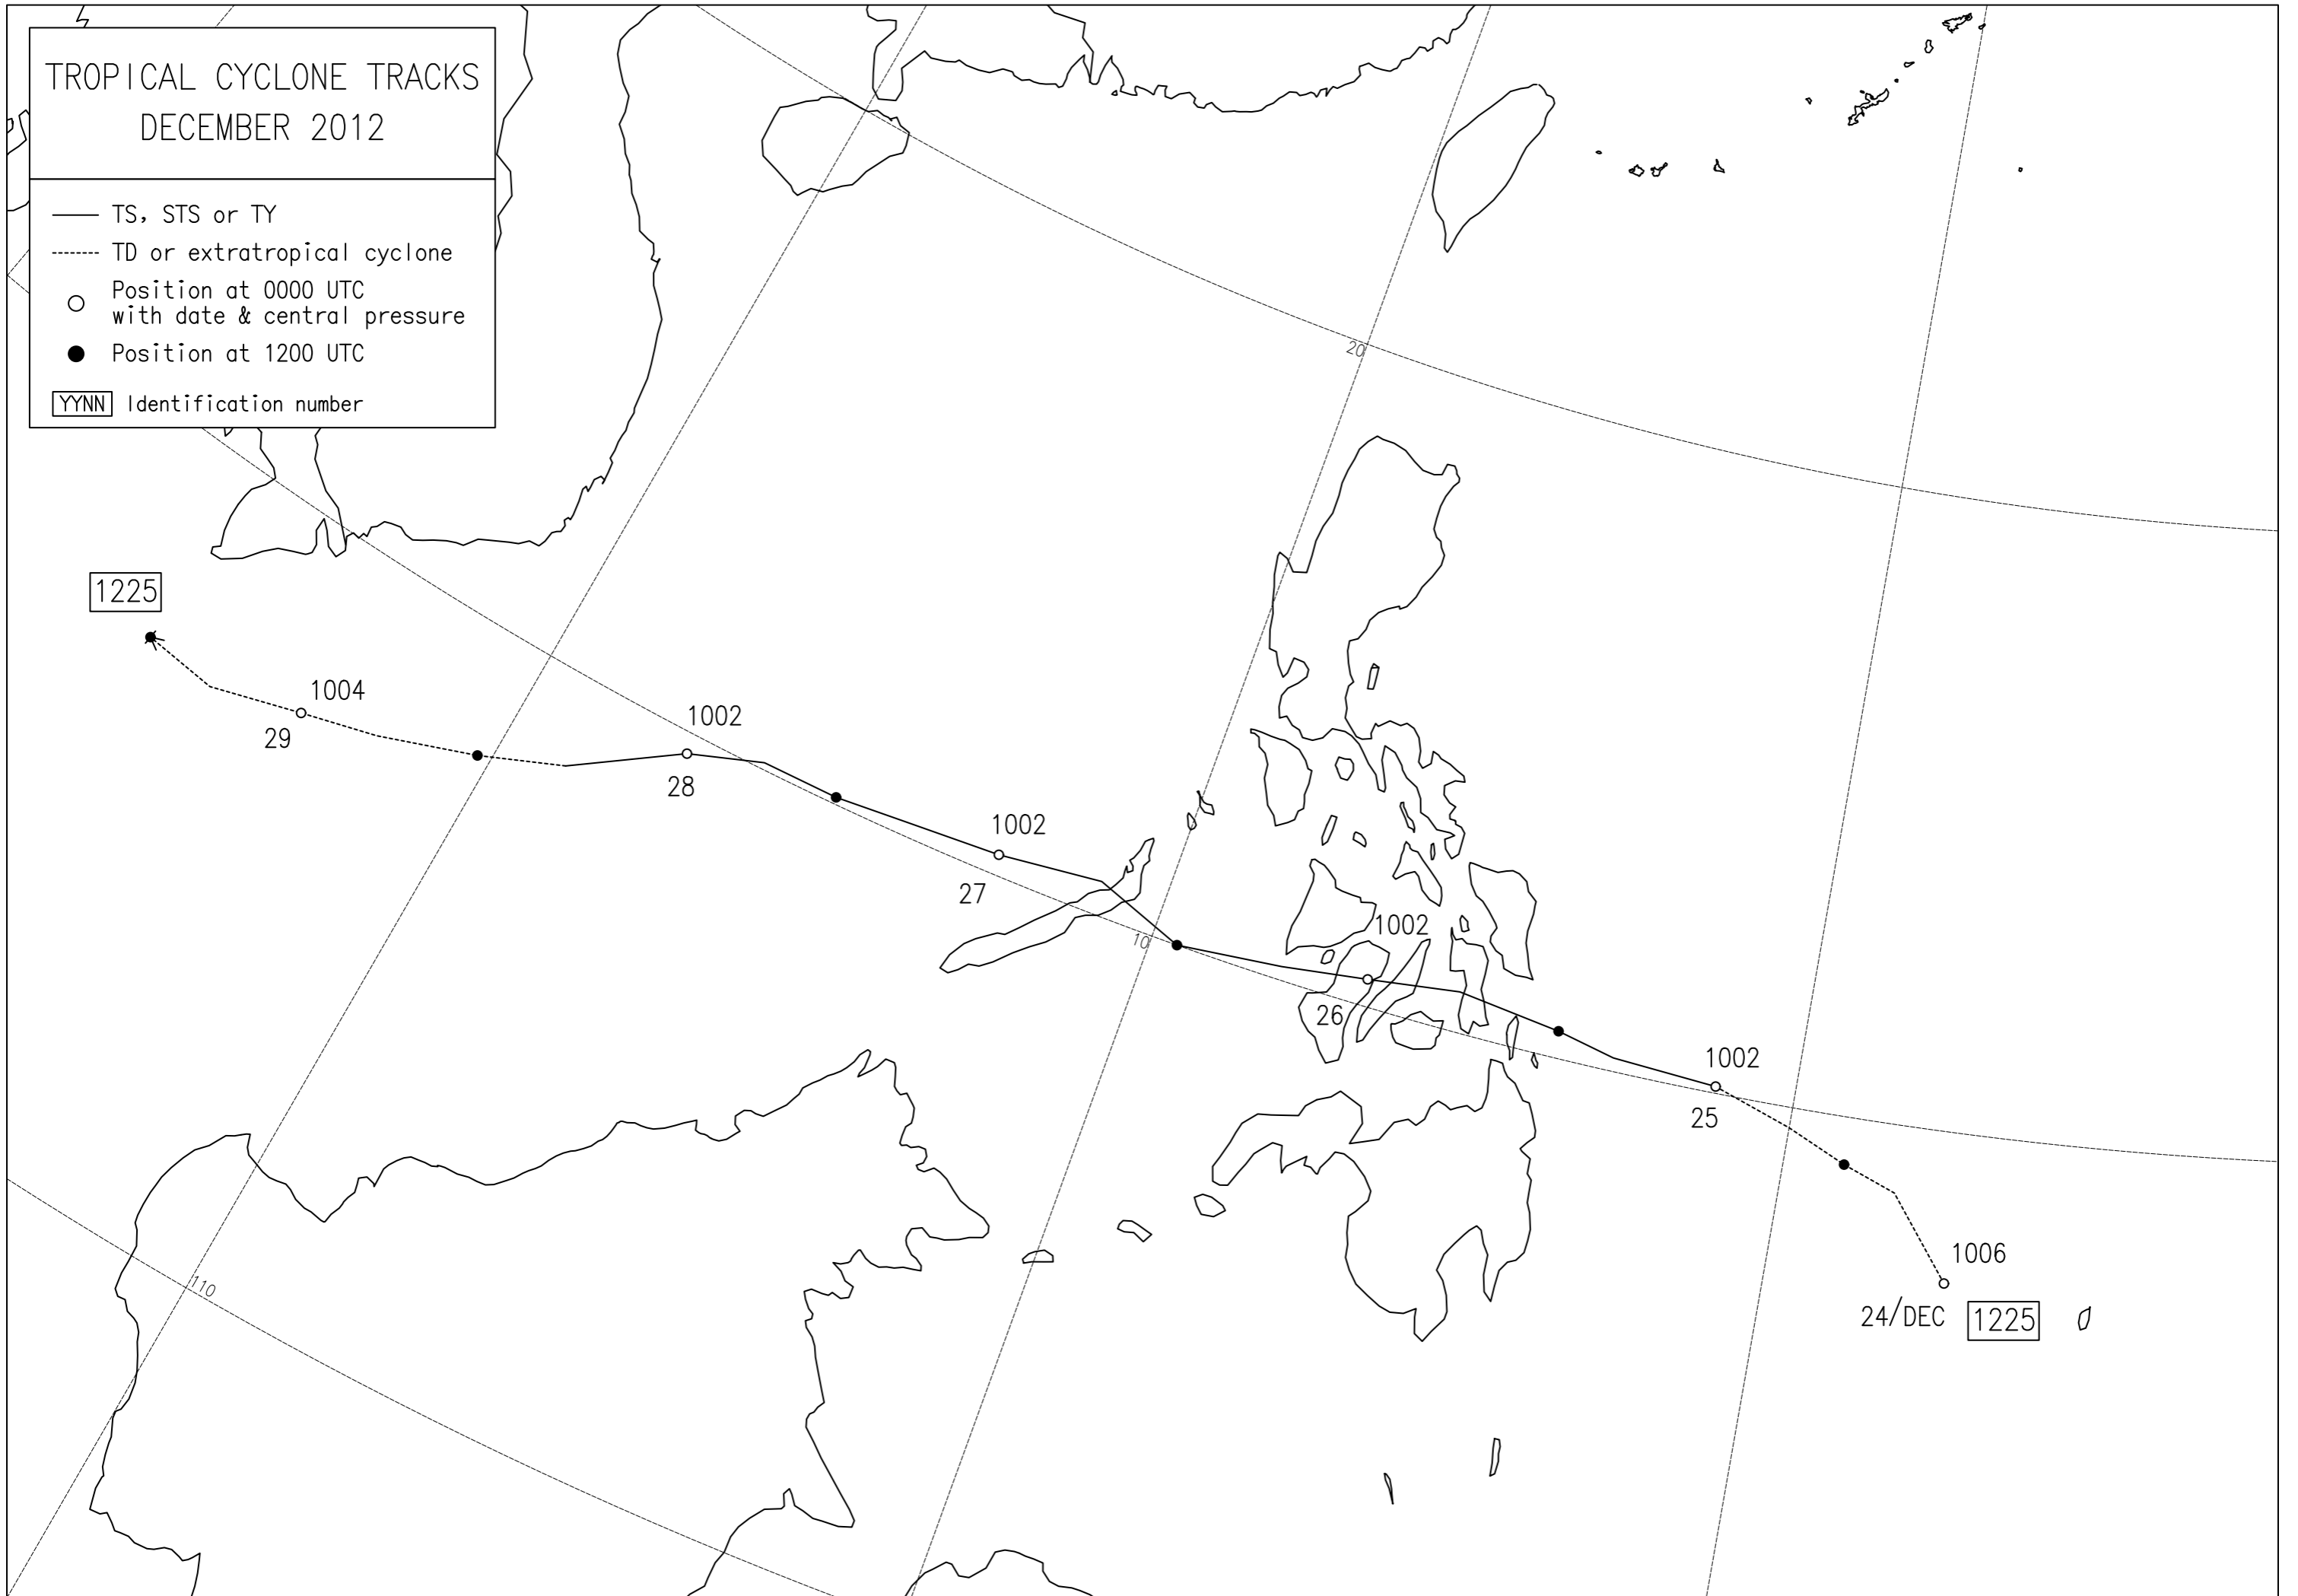 TROPICAL CYCLONE TRACKS
DECEMBER 2012
TS, STS or TY
TD or extratropical cyclone
Position at 0000 UTC
with date & central pressure
Position at 1200 UTC
YYNN Identification number
20
1225
1004
29
1002
28
1002
27
10
1002
26
1002
25
1006
24/DEC 1225
110